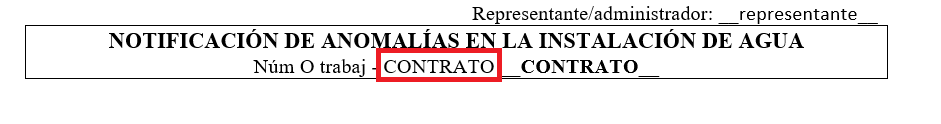 Representante/administrador: __representante__
NOTIFICACIÓN DE ANOMALÍAS EN LA INSTALACIÓN DE AGUA
Núm O trabaj - CONTRATO __CONTRATO__